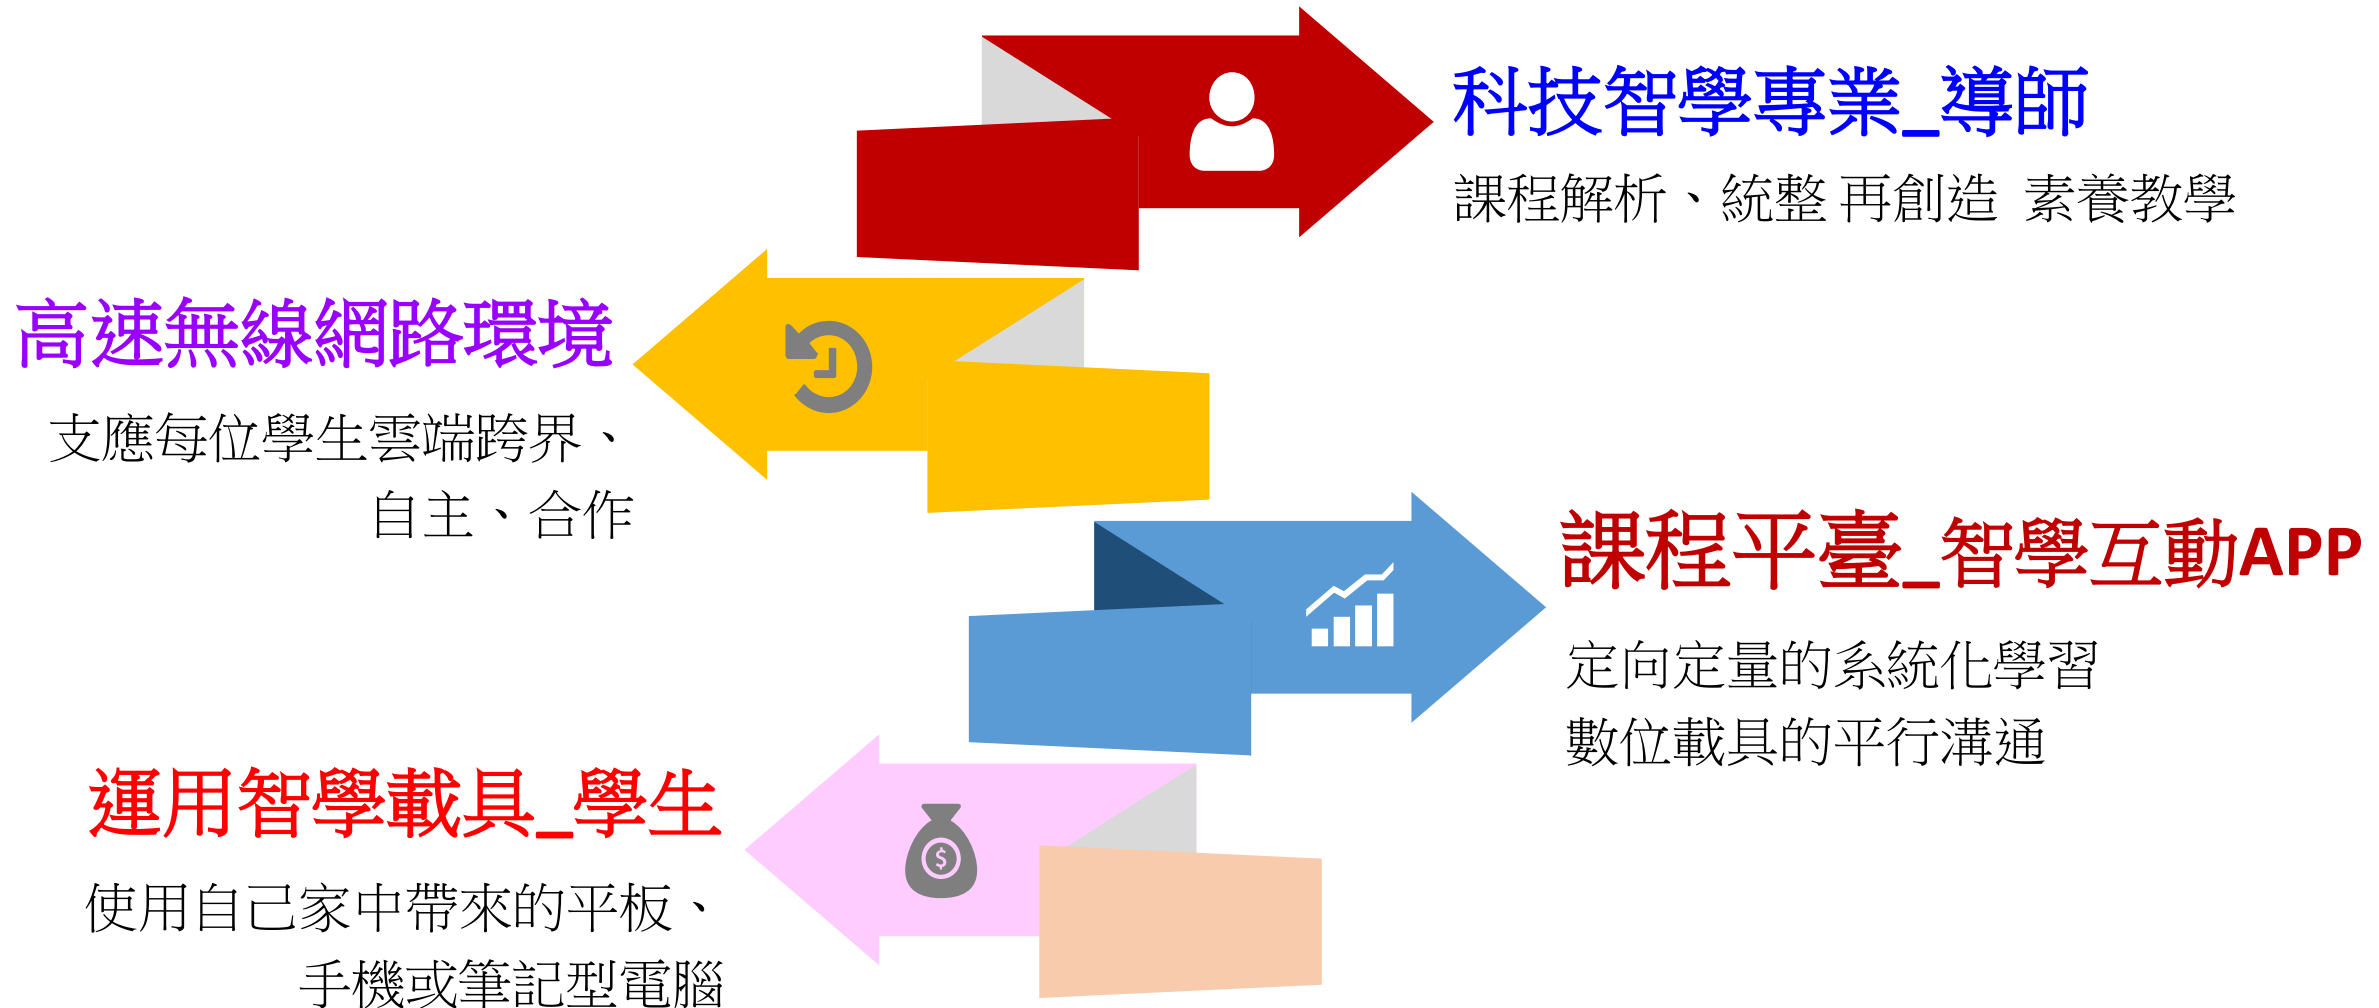 科技智學專業_導師
課程解析、統整 再創造 素養教學
高速無線網路環境
支應每位學生雲端跨界、
自主、合作
課程平臺_智學互動APP
定向定量的系統化學習
數位載具的平行溝通
運用智學載具_學生
使用自己家中帶來的平板、
手機或筆記型電腦
$